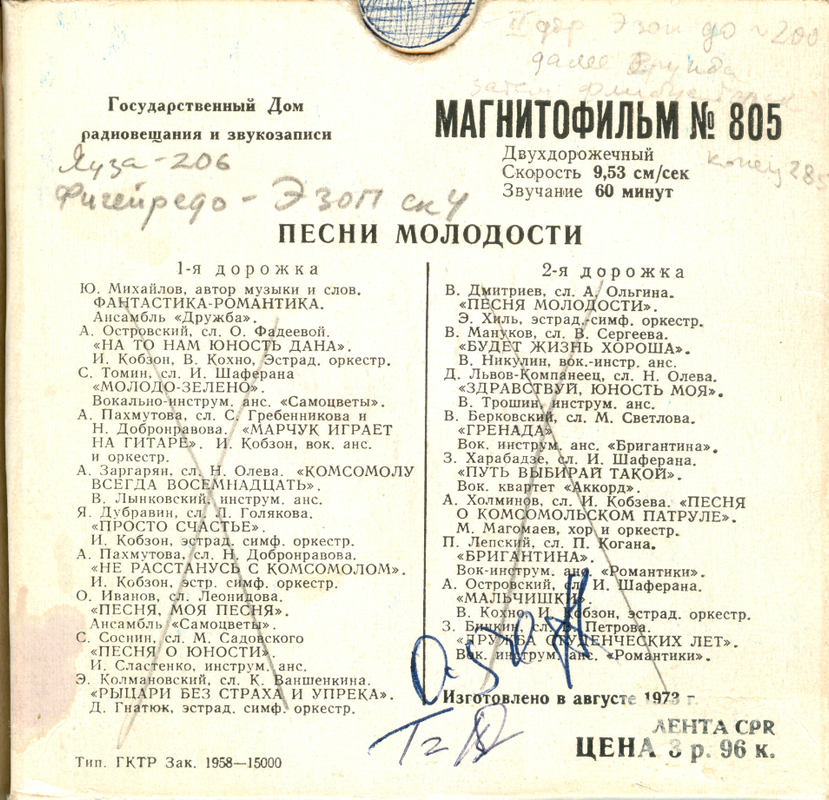 II дор Эзоп до ~200
далее
затем
Государственный Дом
радиовещания и звукозаписи
МАГНИТОФИЛЬМ № 805
Двухдорожечный
Скорость 9,53 см/сек
Звучание 60 минут
конец 285
Яуза-206
Фигейредо - Эзоп ск 4
ПЕСНИ МОЛОДОСТИ
1-я дорожка
Ю. Михайлов, автор музыки и слов.
ФАНТАСТИКА-РОМАНТИКА.
Ансамбль «Дружба».
А. Островский, сл. О. Фадеевой.
«НА ТО НАМ ЮНОСТЬ ДАНА».
И. Кобзон, В. Кохно, Эстрад. оркестр.
С. Томин, сл. И. Шаферана
«МОЛОДО-ЗЕЛЕНО».
Вокально-инструм. анс. «Самоцветы».
А. Пахмутова, сл. С. Гребенникова и
Н. Добронравова. «МАРЧУК ИГРАЕТ
НА ГИТАРЕ». И. Кобзон, вок. анс.
и оркестр.
А. Заргарян, сл. Н. Олева. «КОМСОМОЛУ
ВСЕГДА ВОСЕМНАДЦАТЬ».
В. Лынковский, инструм. анс.
Я. Дубравин, сл. Л. Голякова.
«ПРОСТО СЧАСТЬЕ».
И. Кобзон, эстрад. симф. оркестр.
А. Пахмутова, сл. Н. Добронравова.
«НЕ РАССТАНУСЬ С КОМСОМОЛОМ».
И. Кобзон, эстр. симф. оркестр.
О. Иванов, сл. Леонидова.
«ПЕСНЯ, МОЯ ПЕСНЯ».
Ансамбль «Самоцветы».
С. Соснин, сл. М. Садовского
«ПЕСНЯ О ЮНОСТИ».
И. Сластенко, инструм. анс.
Э. Колмановский, сл. К. Ваншенкина.
«РЫЦАРИ БЕЗ СТРАХА И УПРЕКА».
Д. Гнатюк, эстрад. симф. оркестр.
2-я дорожка
В. Дмитриев, сл. А. Ольгина.
«ПЕСНЯ МОЛОДОСТИ».
Э. Хиль, эстрад. симф. оркестр.
В. Мануков, сл. В. Сергеева.
«БУДЕТ ЖИЗНЬ ХОРОША».
В. Никулин, вок.-инстр. анс.
Д. Львов-Компанеец, сл. Н. Олева.
«ЗДРАВСТВУЙ, ЮНОСТЬ МОЯ».
В. Трошин, инструм. анс.
В. Берковский, сл. М. Светлова.
«ГРЕНАДА»
Вок. инструм. анс. «Бригантина».
З. Харабадзе, сл. И. Шаферана.
«ПУТЬ ВЫБИРАЙ ТАКОЙ».
Вок. квартет «Аккорд».
А. Холминов, сл. И. Кобзева. «ПЕСНЯ
О КОМСОМОЛЬСКОМ ПАТРУЛЕ».
М. Магомаев, хор и оркестр.
П. Лепский, сл. П. Когана.
«БРИГАНТИНА».
Вок-инструм. анс. «Романтики».
А. Островский, сл. И. Шаферана.
«МАЛЬЧИШКИ».
В. Кохно, И. Кобзон, эстрад. оркестр.
З. Бинкин, сл. Петрова.
«ДРУЖБА СТУДЕНЧЕСКИХ ЛЕТ».
Вок. инструм. анс. «Романтики».
Изготовлено в августе 1973 г.
ЛЕНТА CPR
ЦЕНА 3 р. 96 к.
Тип. ГКТР Зак. 1958—15000